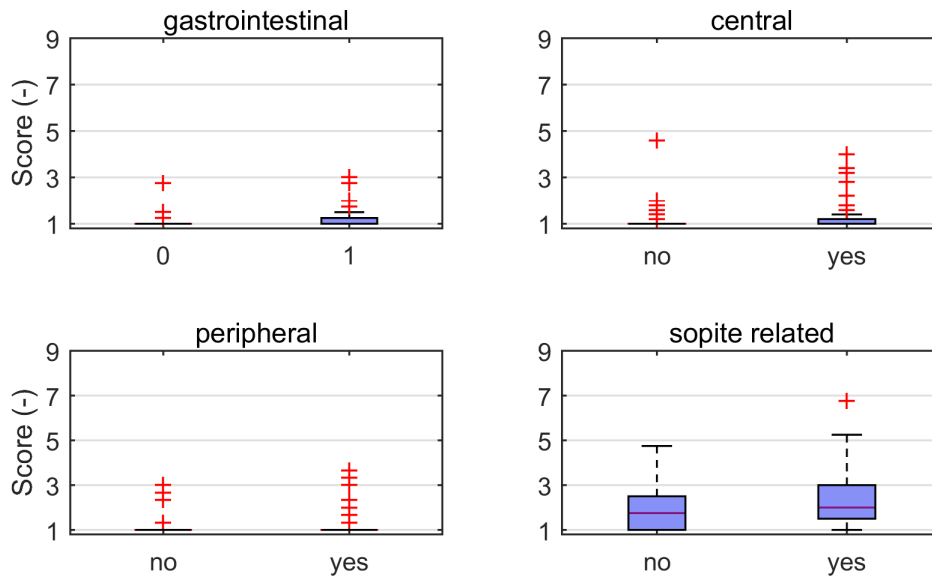 gastrointestinal
9
7
5
3
1
Score (-)
0 1
central
9
7
5
3
1
no yes
peripheral
9
7
5
3
1
Score (-)
no yes
sopite related
9
7
5
3
1
no yes